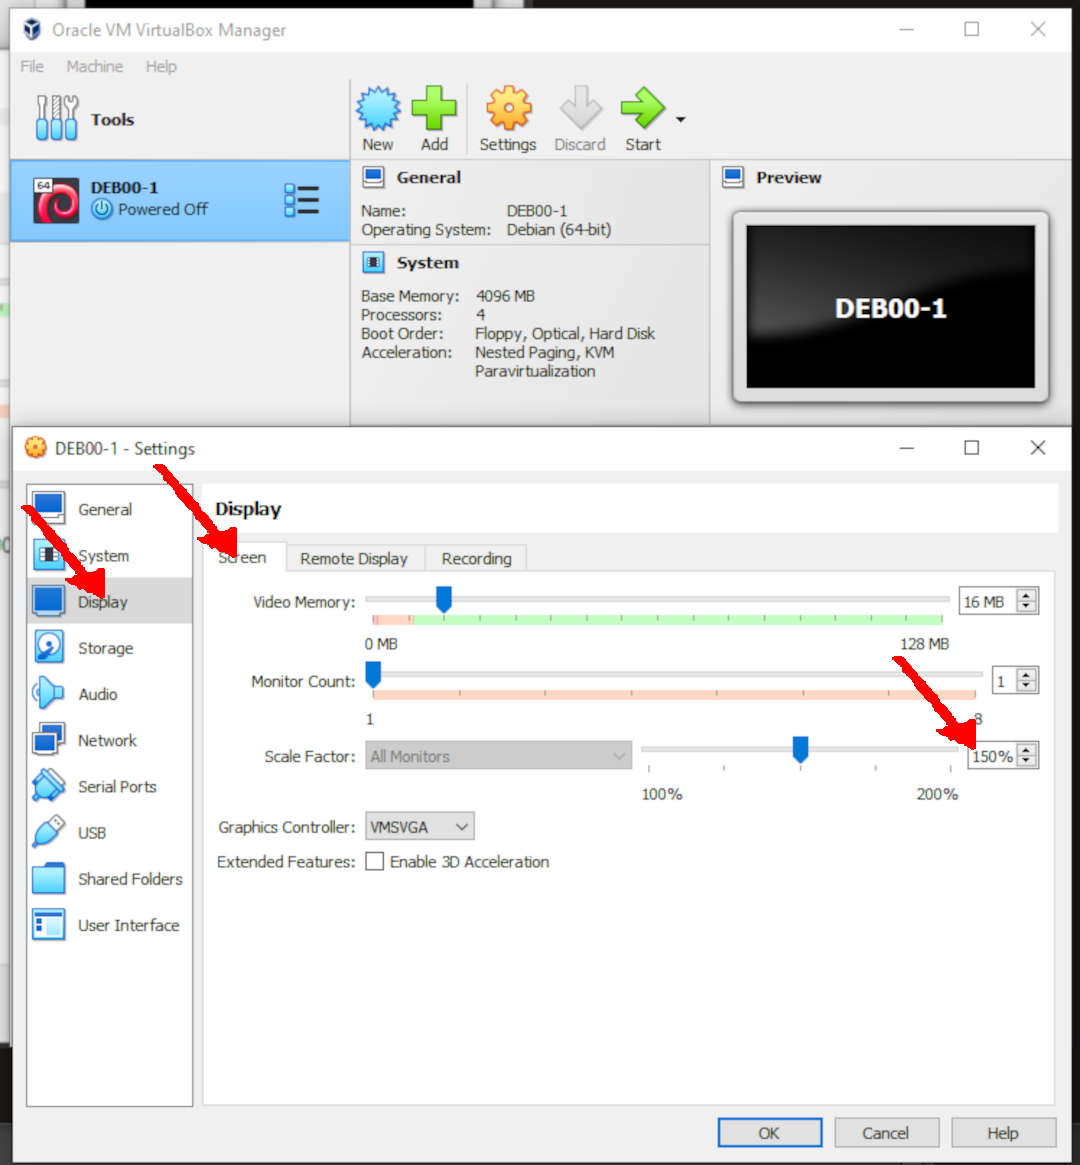 Oracle VM VirtualBox Manager
File Machine Help
Tools
New Add Settings Discard Start
64
DEB00-1
Powered Off
General
Name: DEB00-1
Operating System: Debian (64-bit)
System
Base Memory: 4096 MB
Processors: 4
Boot Order: Floppy, Optical, Hard Disk
Acceleration: Nested Paging, KVM
Paravirtualization
Preview
DEB00-1
DEB00-1 - Settings
General
System
Display
Storage
Audio
Network
Serial Ports
USB
Shared Folders
User Interface
Display
Screen Remote Display Recording
Video Memory: 16 MB
0 MB 128 MB
Monitor Count: 1
1 8
Scale Factor: All Monitors 150%
100% 200%
Graphics Controller: VMSVGA
Extended Features: Enable 3D Acceleration
OK Cancel Help